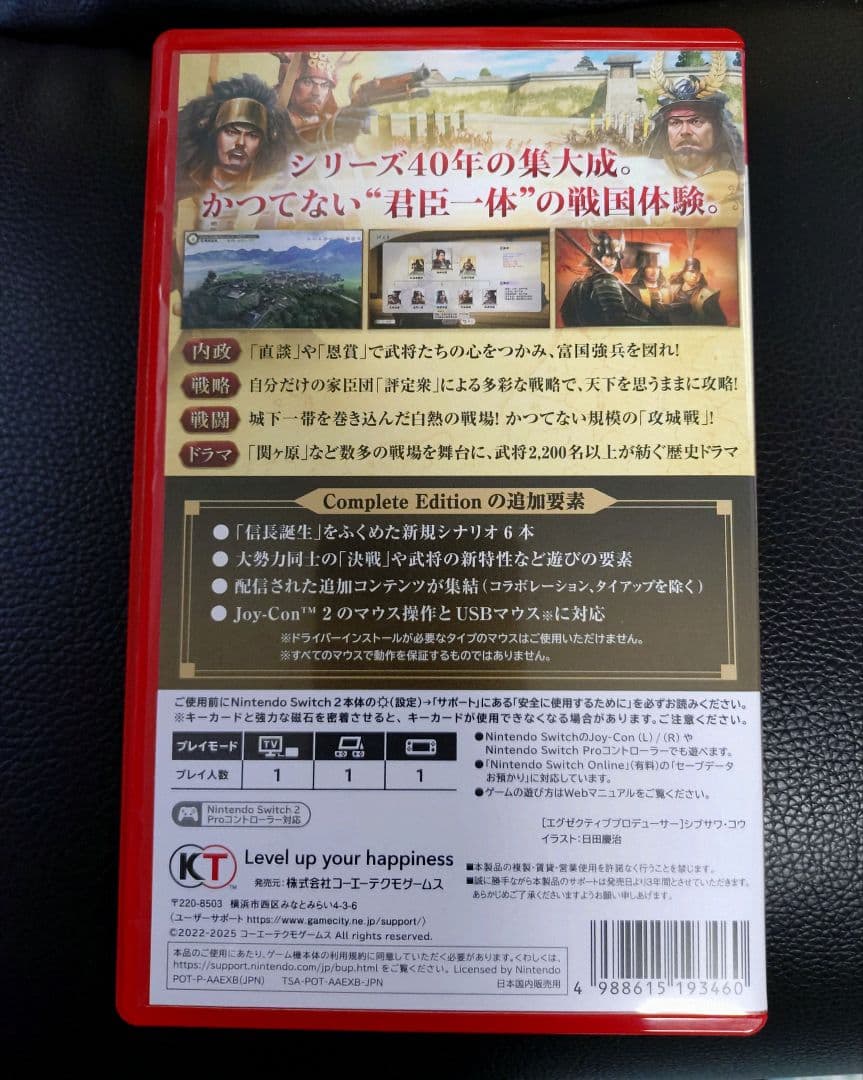 シリーズ40年の集大成。
かつてない“君臣一体”の戦国体験。
内政 「直談」や「恩賞」で武将たちの心をつかみ、富国強兵を図れ!
戦略 自分だけの家臣団「評定衆」による多彩な戦略で、天下を思うままに攻略!
戦闘 城下一帯を巻き込んだ白熱の戦場! かつてない規模の「攻城戦」!
ドラマ 「関ヶ原」など数多の戦場を舞台に、武将2,200名以上が紡ぐ歴史ドラマ
Complete Edition の追加要素
●「信長誕生」をふくめた新規シナリオ6本
●大勢力同士の「決戦」や武将の新特性など遊びの要素
●配信された追加コンテンツが集結(コラボレーション、タイアップを除く)
●Joy-Con™ 2 のマウス操作と USBマウス※に対応
※ドライバーインストールが必要なタイプのマウスはご使用いただけません。
※すべてのマウスで動作を保証するものではありません。
ご使用前にNintendo Switch 2本体の(設定)→「サポート」にある「安全に使用するために」を必ずお読みください。
※キーカードと強力な磁石を密着させると、キーカードが使用できなくなる場合があります。ご注意ください。
プレイモード TV
プレイ人数 1 1 1
●Nintendo SwitchのJoy-Con (L) / (R) や
Nintendo Switch Proコントローラーでも遊べます。
●「Nintendo Switch Online」(有料)の「セーブデータ
お預かり」に対応しています。
●ゲームの遊び方はWebマニュアルをご覧ください。
Nintendo Switch 2
Proコントローラー対応
[エグゼクティブプロデューサー]シブサワ・コウ
イラスト:日田慶治
KT™ Level up your happiness
発売元: 株式会社コーエーテクモゲームス
〒220-8503 横浜市西区みなとみらい4-3-6
〈ユーザーサポート https://www.gamecity.ne.jp/support/〉
©2022-2025 コーエーテクモゲームス All rights reserved.
■本製品の複製・賃貸・営業使用を許諾なく行うことを禁じます。
■誠に勝手ながら本製品のサポートは発売日より3年間とさせていただきます。
あらかじめご了承くださいますようお願い申しあげます。
本品のご使用にあたり、ゲーム機本体の利用規約に同意していただく必要があります。くわしくは、
https://support.nintendo.com/jp/bup.html をご覧ください。 Licensed by Nintendo
POT-P-AAEXB(JPN) TSA-POT-AAEXB-JPN 日本国内販売用
4 988615 193460